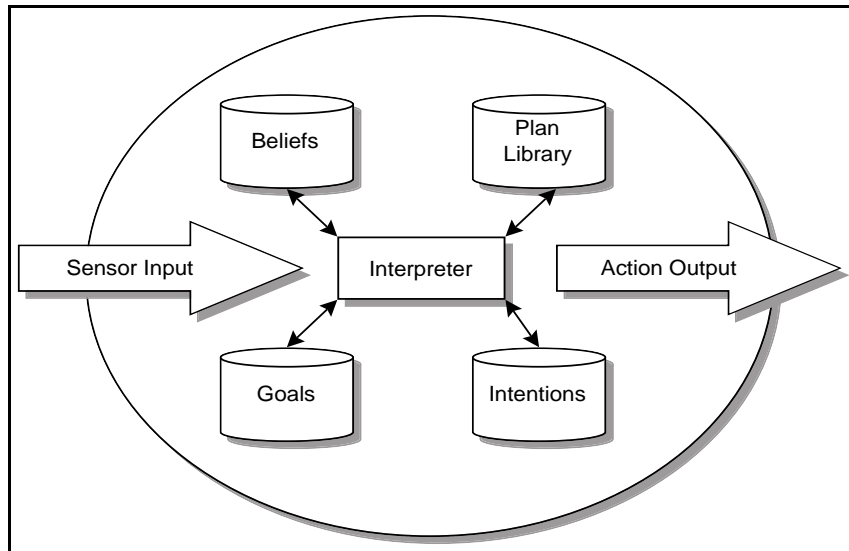 Beliefs
Plan
Library
Sensor Input
Interpreter
Action Output
Goals
Intentions